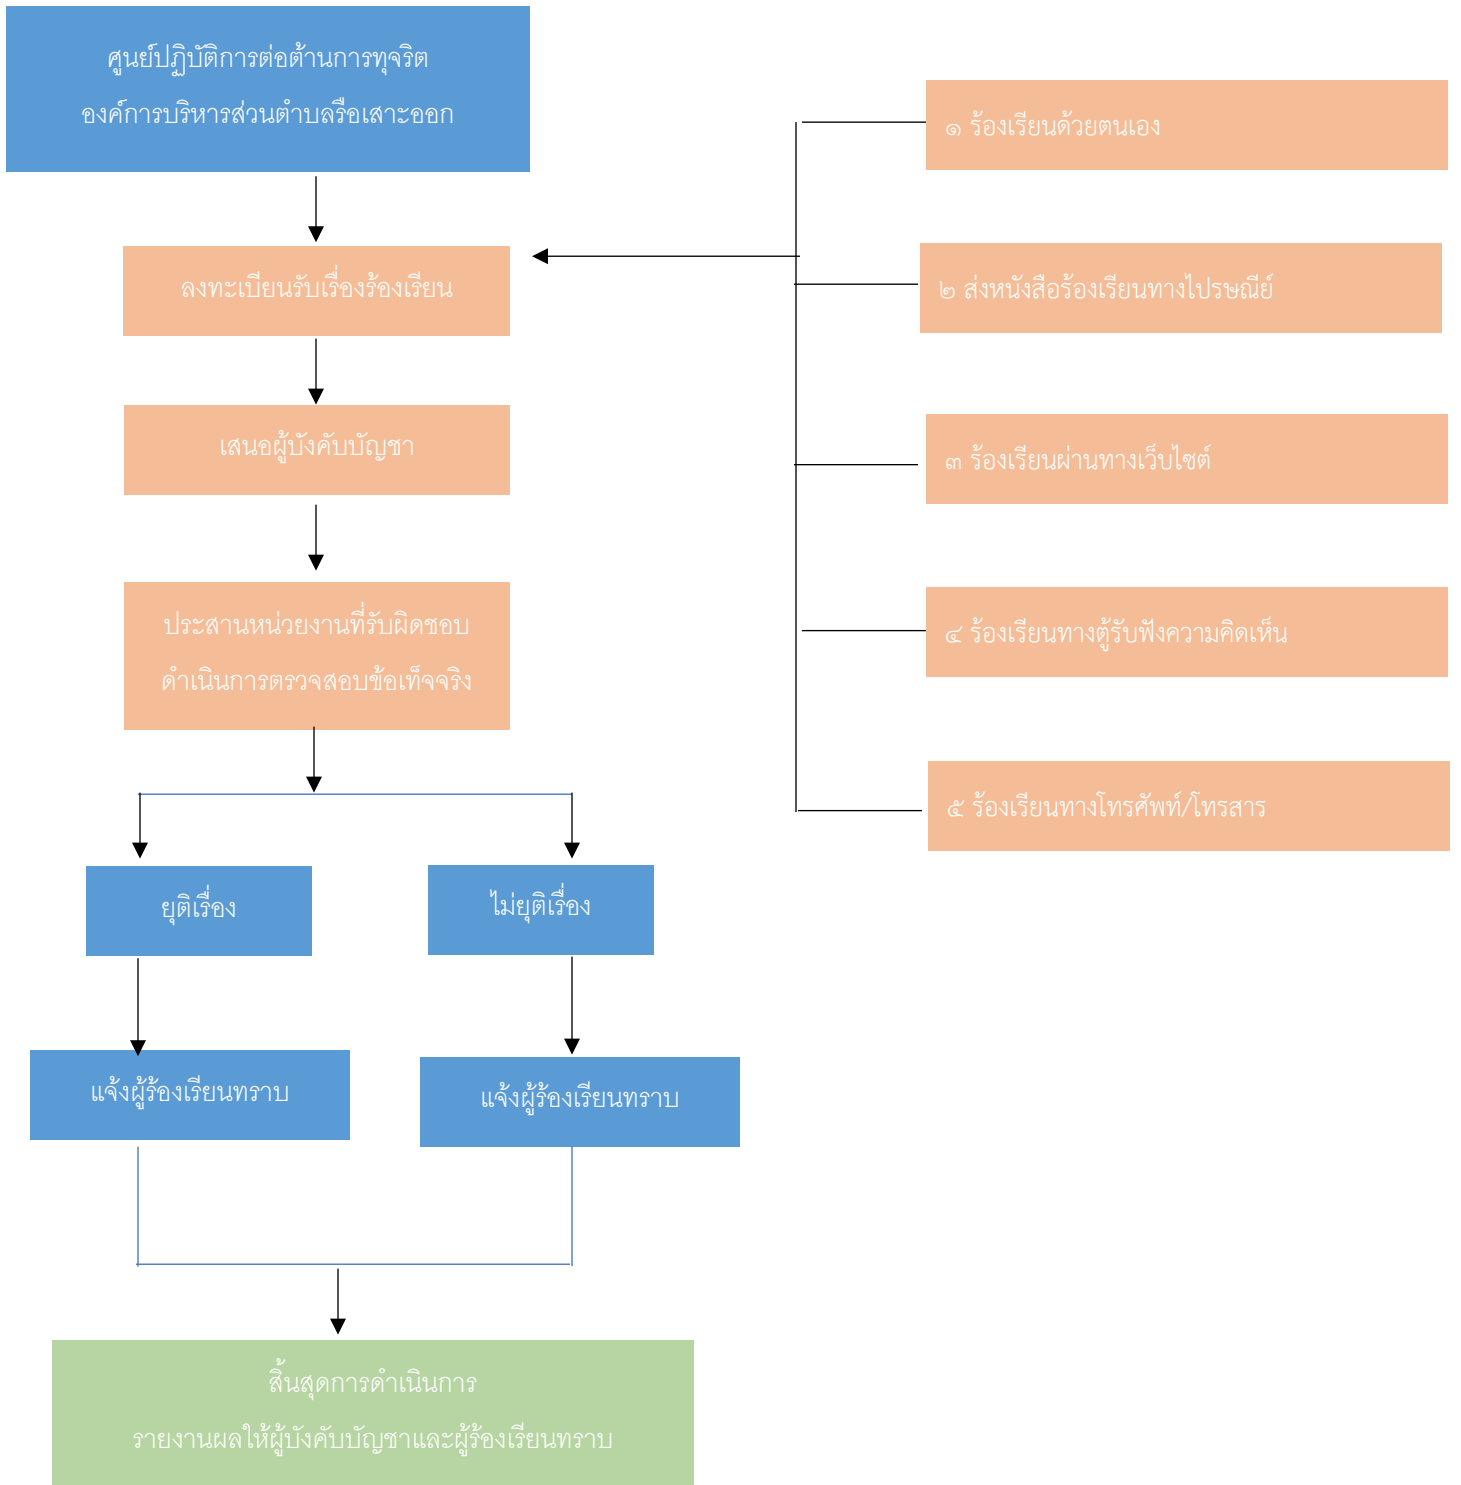 ศูนย์ปฏิบัติการต่อต้านการทุจริต
องค์การบริหารส่วนตำบลรือเสาะออก
ลงทะเบียนรับเรื่องร้องเรียน
เสนอผู้บังคับบัญชา
ประสานหน่วยงานที่รับผิดชอบ
ดำเนินการตรวจสอบข้อเท็จจริง
ยุติเรื่อง
ไม่ยุติเรื่อง
แจ้งผู้ร้องเรียนทราบ
แจ้งผู้ร้องเรียนทราบ
สิ้นสุดการดำเนินการ
รายงานผลให้ผู้บังคับบัญชาและผู้ร้องเรียนทราบ
๑ ร้องเรียนด้วยตนเอง
๒ ส่งหนังสือร้องเรียนทางไปรษณีย์
๓ ร้องเรียนผ่านทางเว็บไซต์
๔ ร้องเรียนทางตู้รับฟังความคิดเห็น
๕ ร้องเรียนทางโทรศัพท์/โทรสาร